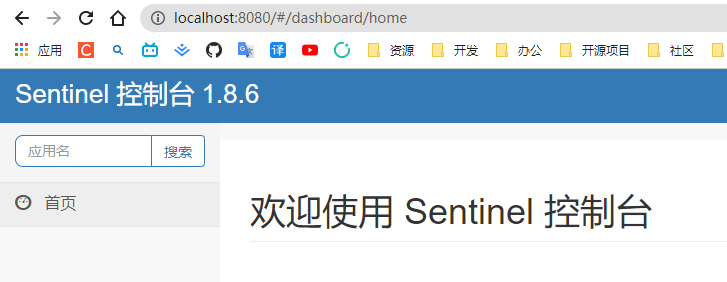 localhost:8080/#/dashboard/home
应用 C 译 资源 开发 办公 开源项目 社区
Sentinel 控制台 1.8.6
应用名 搜索
首页
欢迎使用 Sentinel 控制台